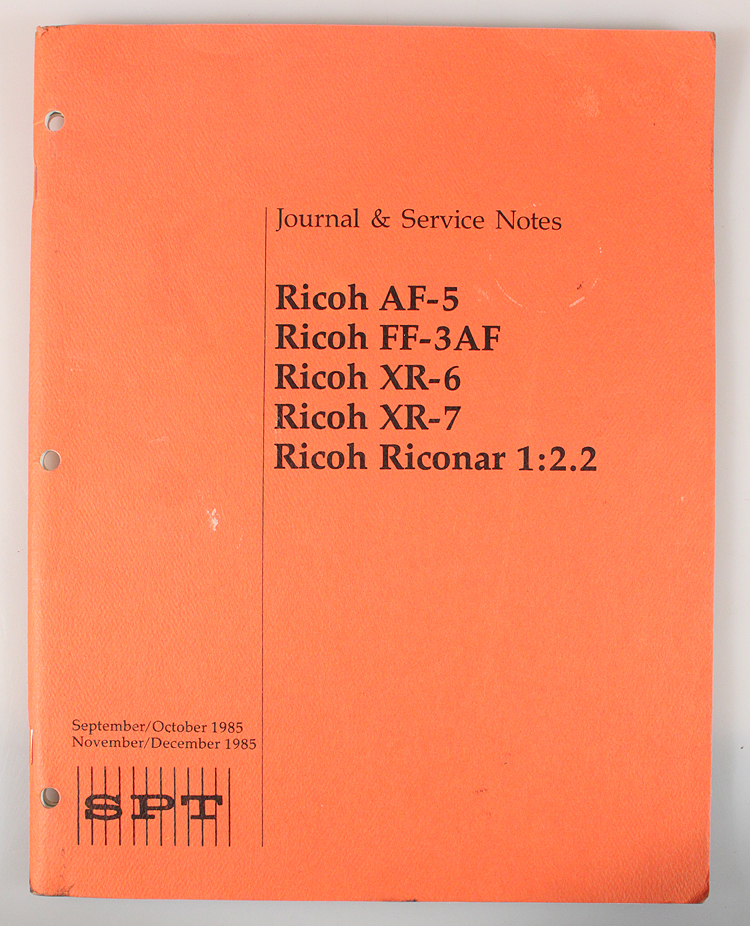 Journal & Service Notes
Ricoh AF-5
Ricoh FF-3AF
Ricoh XR-6
Ricoh XR-7
Ricoh Riconar 1:2.2
September/October 1985
November/December 1985
SPT